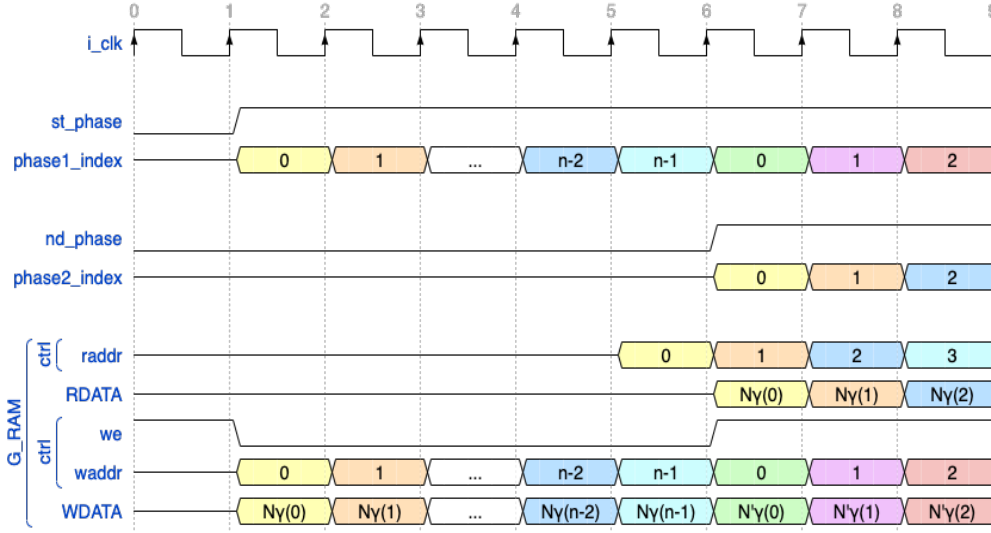 0 1 2 3 4 5 6 7 8 9
i_clk
st_phase
phase1_index 0 1 ... n-2 n-1 0 1 2
nd_phase
phase2_index 0 1 2
G_RAM
ctrl
raddr 0 1 2 3
RDATA Nγ(0) Nγ(1) Nγ(2)
ctrl
we
waddr 0 1 ... n-2 n-1 0 1 2
WDATA Nγ(0) Nγ(1) ... Nγ(n-2) Nγ(n-1) N'γ(0) N'γ(1) N'γ(2)